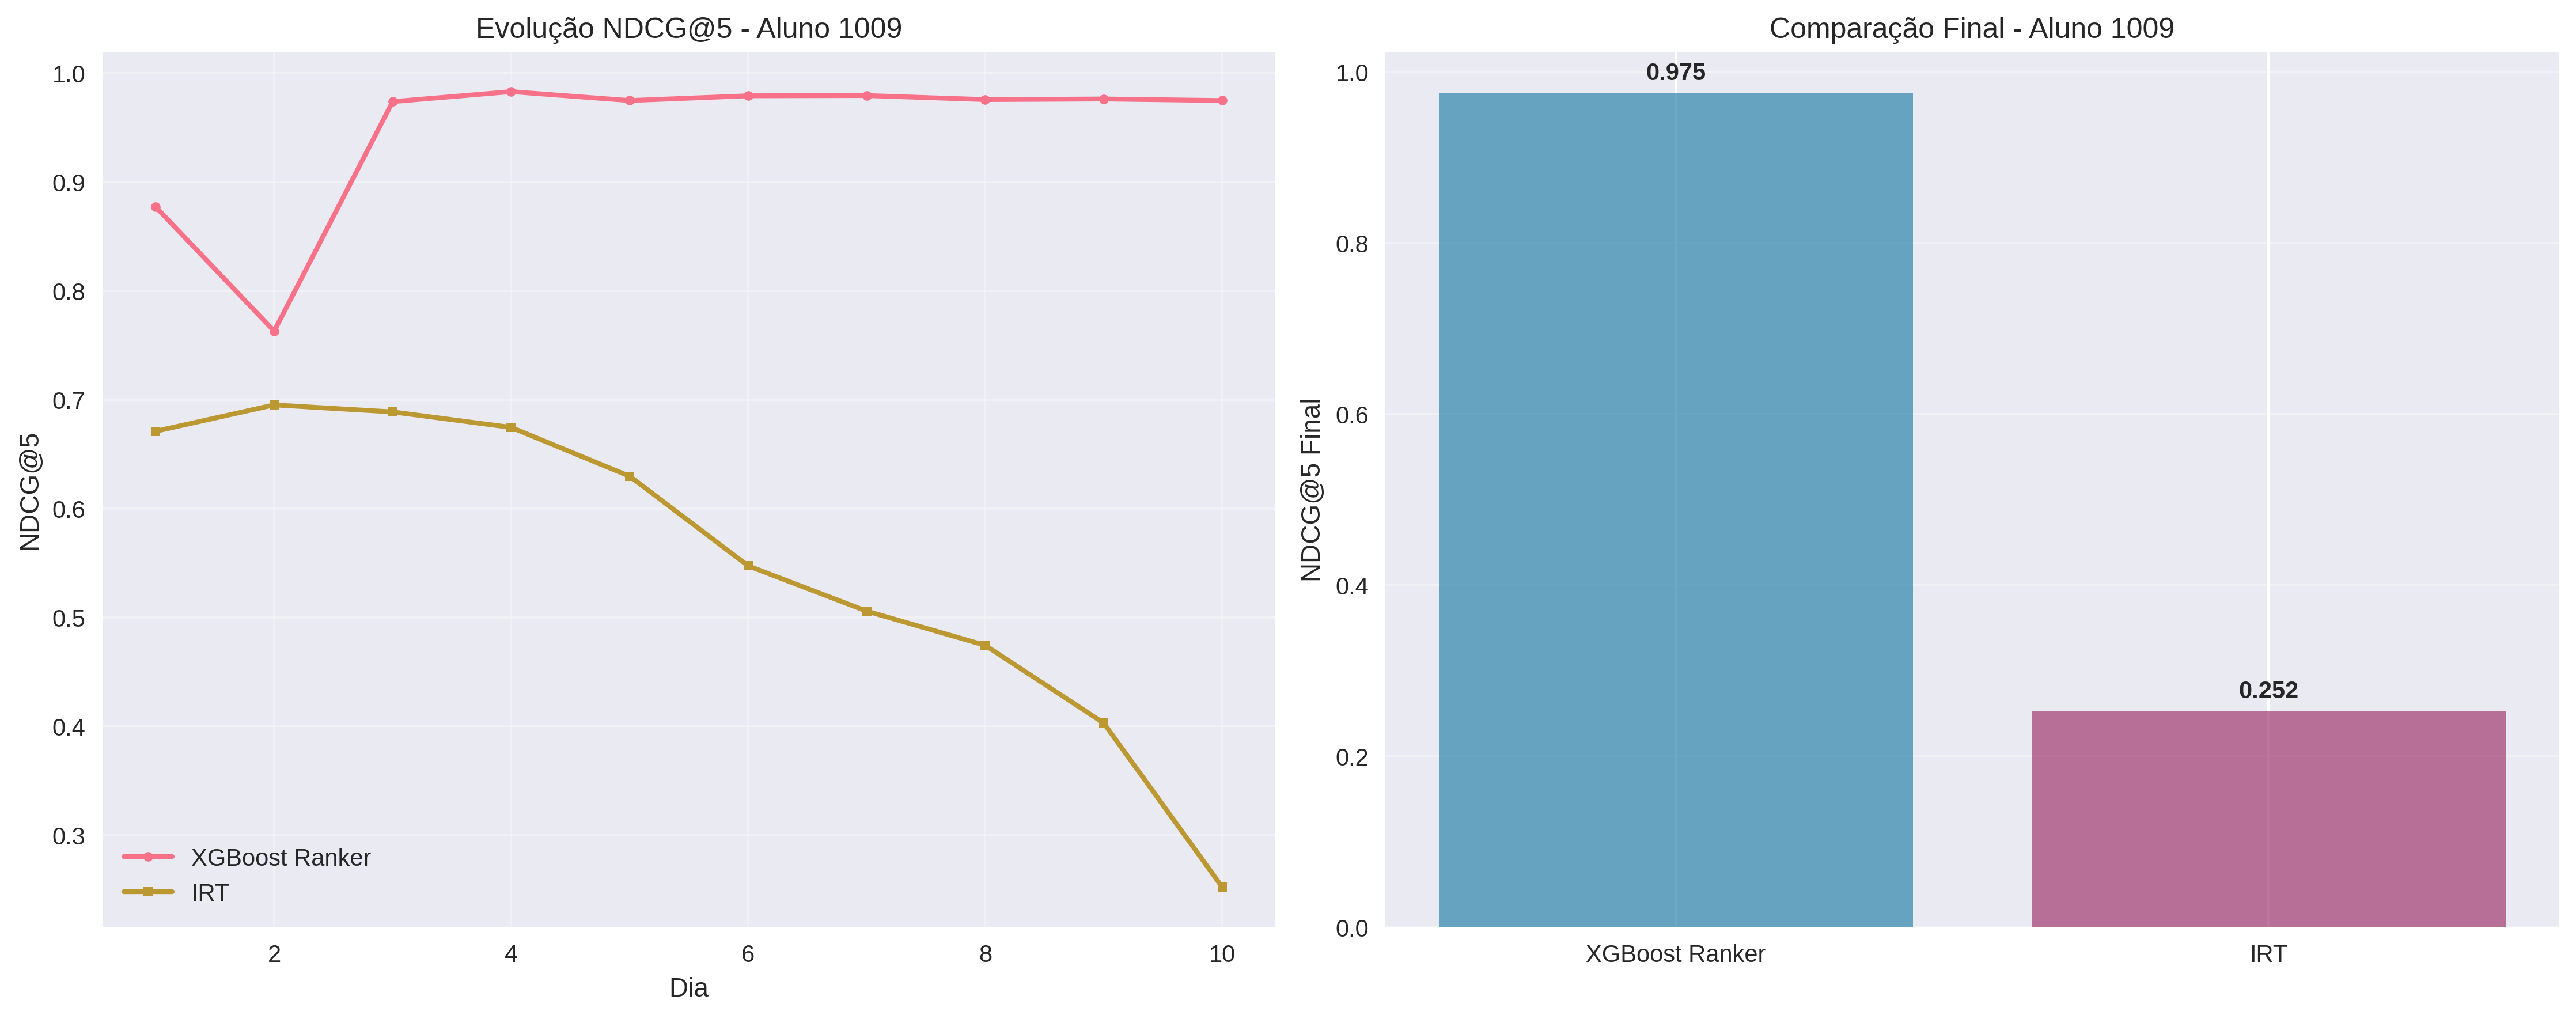 Evolução NDCG@5 - Aluno 1009
NDCG@5
1.0
0.9
0.8
0.7
0.6
0.5
0.4
0.3
XGBoost Ranker
IRT
2
4
6
8
10
Dia
Comparação Final - Aluno 1009
NDCG@5 Final
1.0
0.8
0.6
0.4
0.2
0.0
0.975
0.252
XGBoost Ranker
IRT